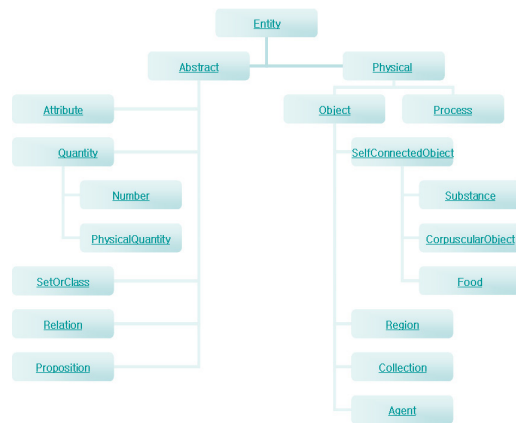 Entity
Abstract
Physical
Attribute
Object
Process
Quantity
SelfConnectedObject
Number
Substance
PhysicalQuantity
CorpuscularObject
SetOrClass
Food
Relation
Region
Proposition
Collection
Agent